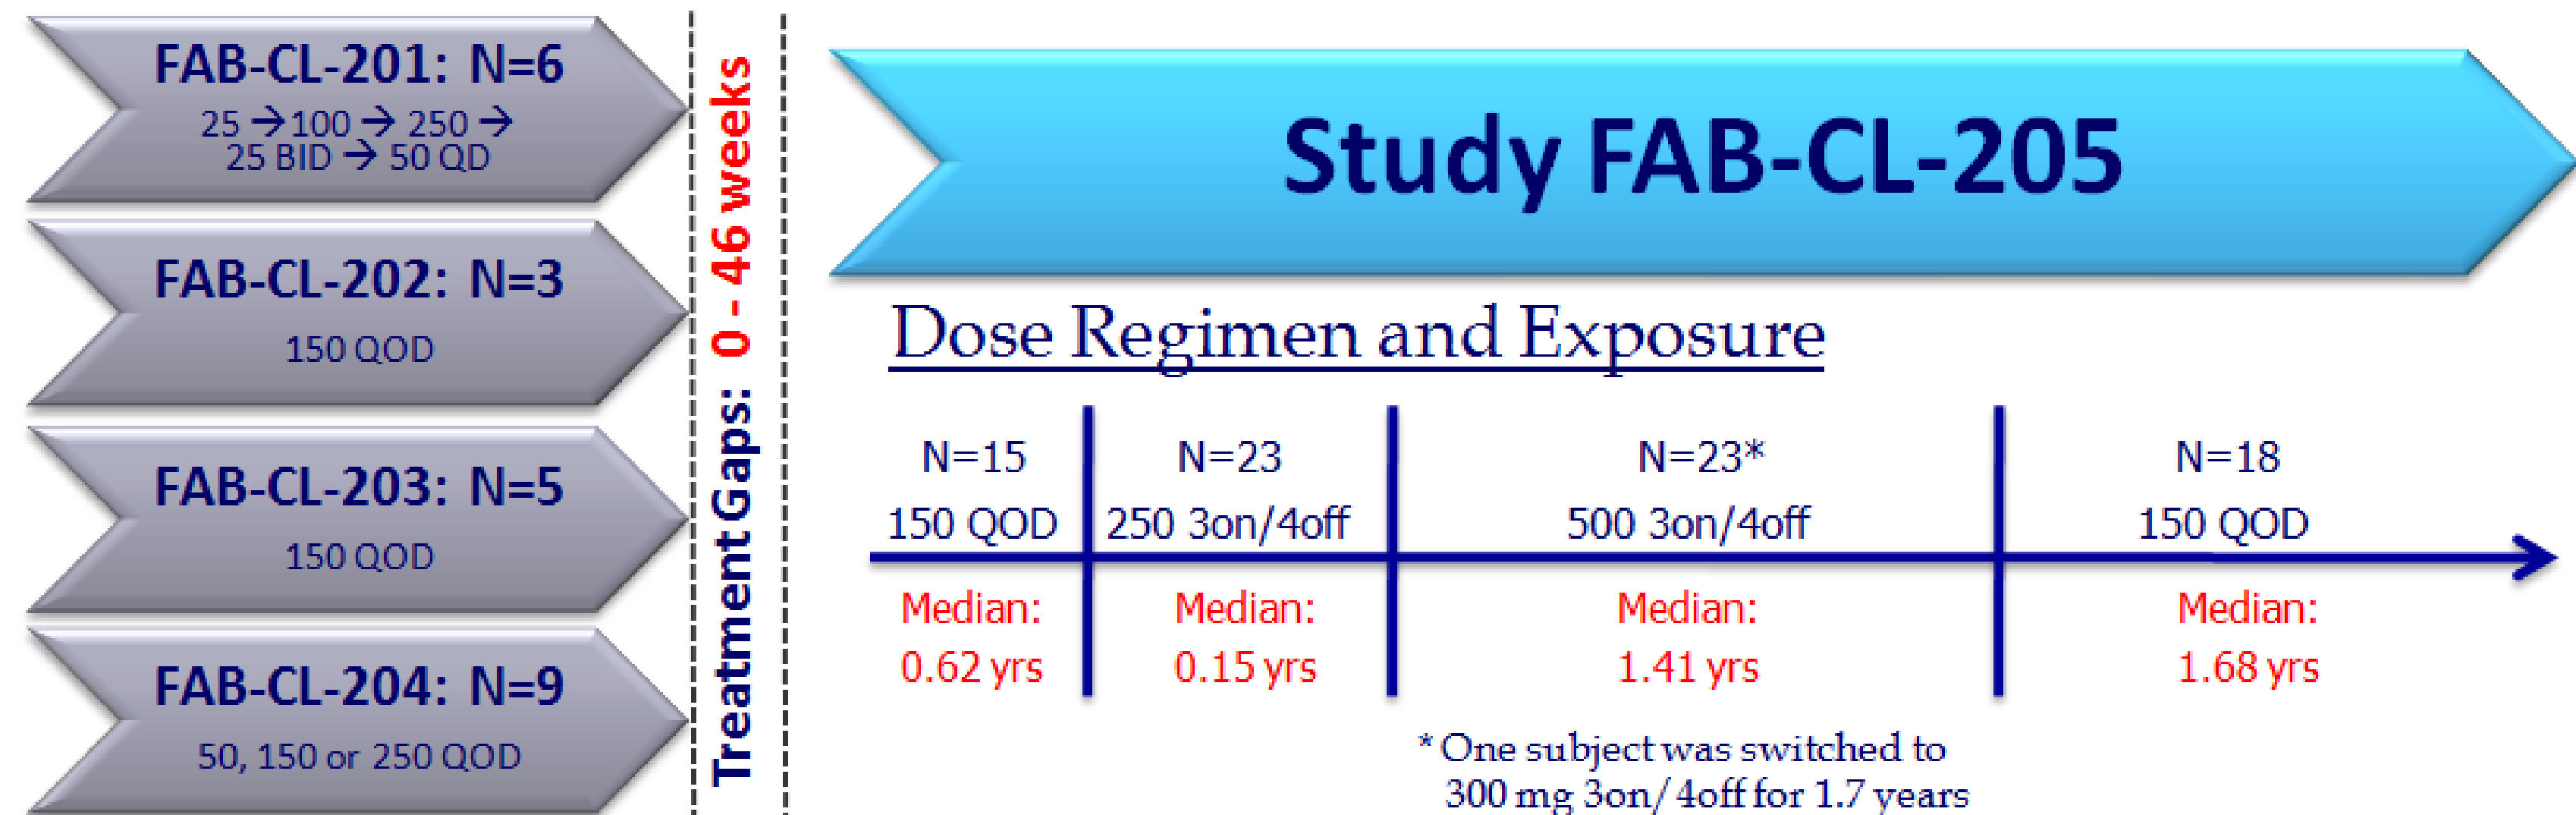 FAB-CL-201: N=6
25 → 100 → 250 →
25 BID → 50 QD
FAB-CL-202: N=3
150 QOD
FAB-CL-203: N=5
150 QOD
FAB-CL-204: N=9
50, 150 or 250 QOD
Treatment Gaps: 0 - 46 weeks
Study FAB-CL-205
Dose Regimen and Exposure
N=15
150 QOD
Median:
0.62 yrs
N=23
250 3on/4off
Median:
0.15 yrs
N=23*
500 3on/4off
Median:
1.41 yrs
N=18
150 QOD
Median:
1.68 yrs
* One subject was switched to
300 mg 3on/4off for 1.7 years